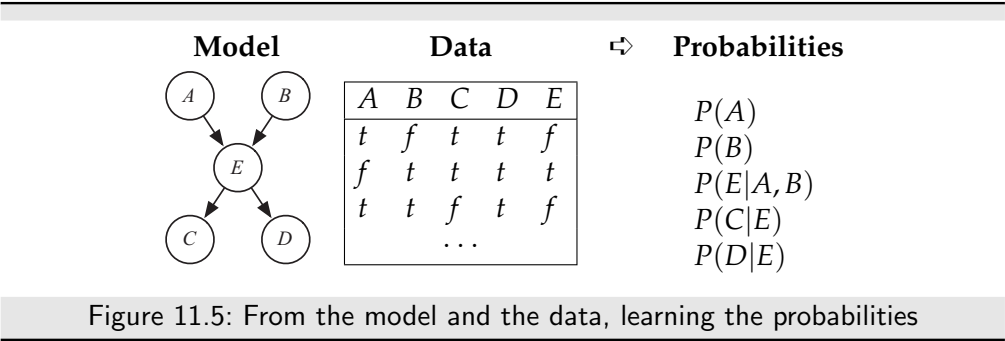 Model Data ➪ Probabilities
A B
E
C D
A B C D E
t f t t f
f t t t t
t t f t f
. . .
P(A)
P(B)
P(E|A, B)
P(C|E)
P(D|E)
Figure 11.5: From the model and the data, learning the probabilities